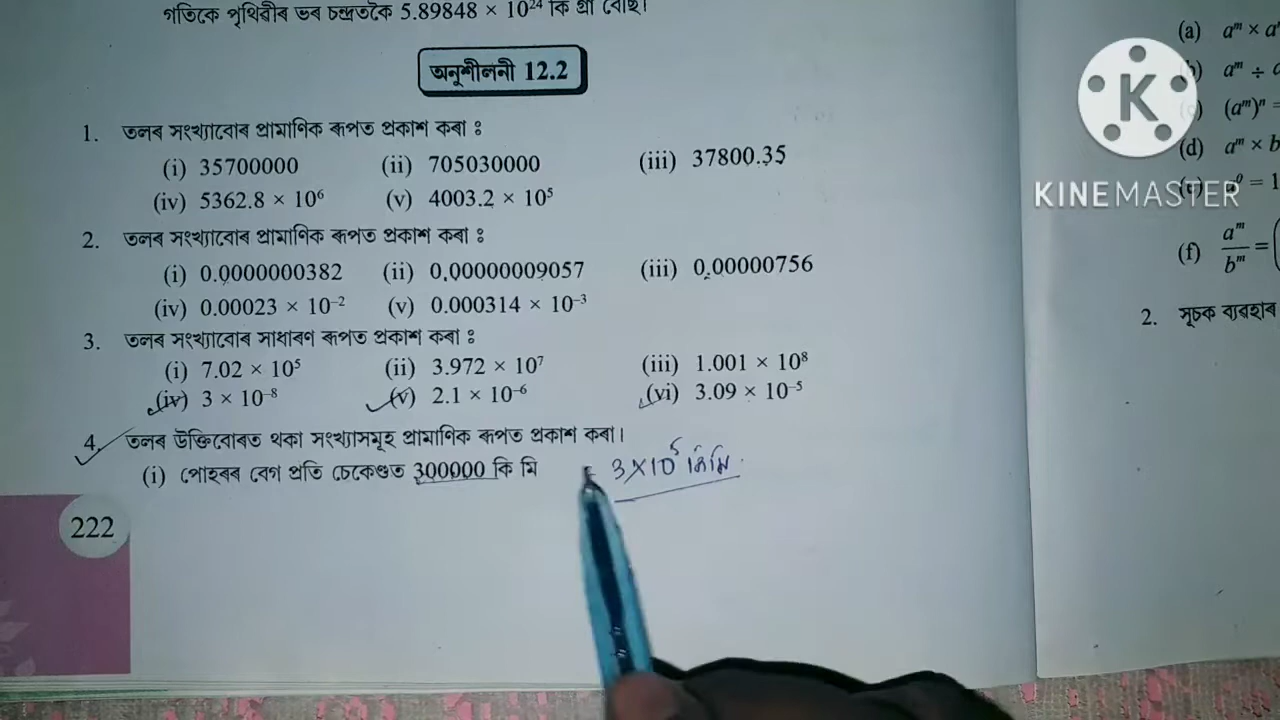 গতিকে পৃথিৱীৰ ভৰ চন্দ্ৰতকৈ 5.89848 × 10²⁴ কি গ্ৰা বেছি।
অনুশীলনী 12.2
1. তলৰ সংখ্যাবোৰ প্ৰামাণিক ৰূপত প্ৰকাশ কৰা :
(i) 35700000 (ii) 705030000 (iii) 37800.35
(iv) 5362.8 × 10⁶ (v) 4003.2 × 10⁵
2. তলৰ সংখ্যাবোৰ প্ৰামাণিক ৰূপত প্ৰকাশ কৰা :
(i) 0.0000000382 (ii) 0.00000009057 (iii) 0.00000756
(iv) 0.00023 × 10⁻² (v) 0.000314 × 10⁻³
3. তলৰ সংখ্যাবোৰ সাধাৰণ ৰূপত প্ৰকাশ কৰা :
(i) 7.02 × 10⁵ (ii) 3.972 × 10⁷ (iii) 1.001 × 10⁸
(iv) 3 × 10⁻⁸ (v) 2.1 × 10⁻⁶ (vi) 3.09 × 10⁻⁵
4. তলৰ উক্তিবোৰত থকা সংখ্যাসমূহ প্ৰামাণিক ৰূপত প্ৰকাশ কৰা।
(i) পোহৰৰ বেগ প্ৰতি চেকেণ্ডত 300000 কি মি = 3×10⁵ কিমি.
222
(a) aᵐ × a
aᵐ ÷
(aᵐ)ⁿ =
(d) aᵐ × b
a⁰ = 1
(f) aᵐ/bᵐ = (
2. সূচক ব্যৱহাৰ
K
KINEMASTER